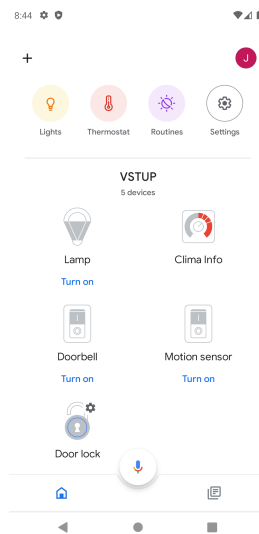 8:44
J
Lights Thermostat Routines Settings
VSTUP
5 devices
Lamp Clima Info
Turn on
Doorbell Motion sensor
Turn on Turn on
Door lock